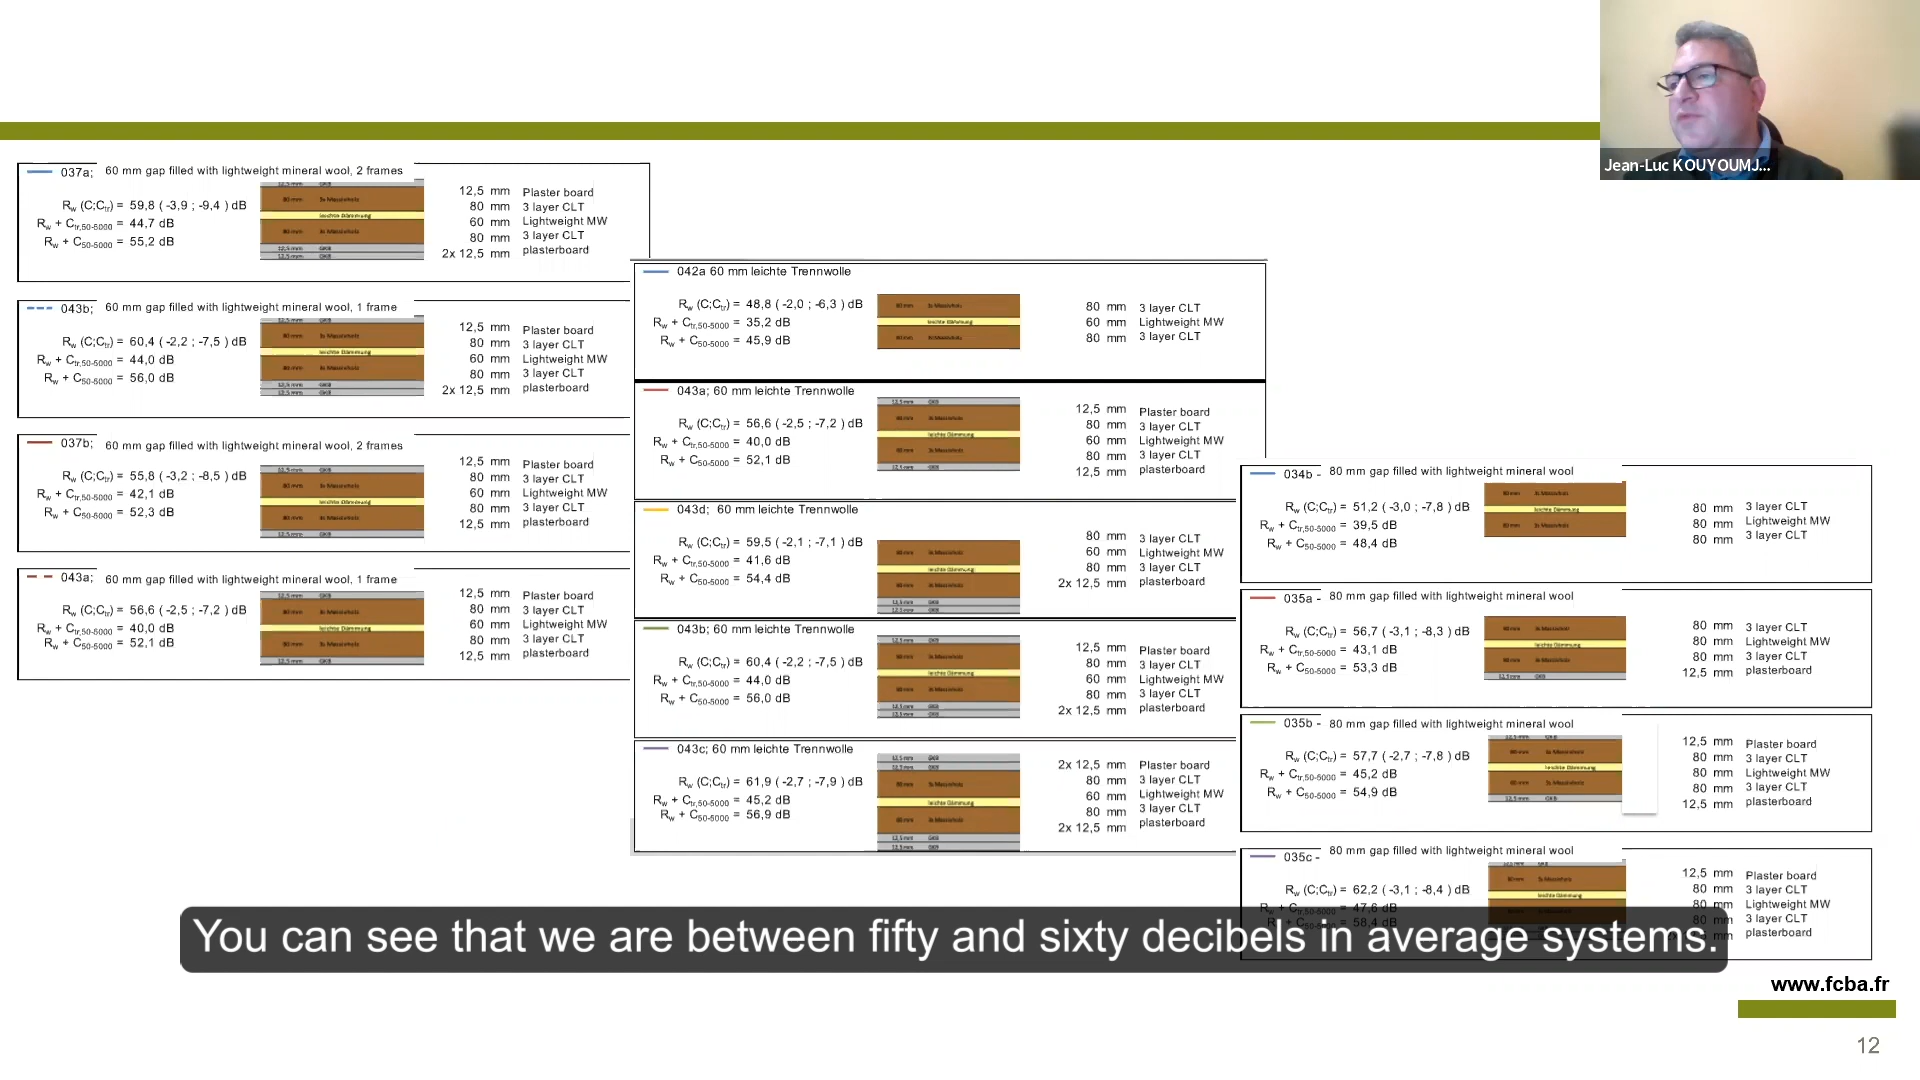 Jean-Luc KOUYOUMJ...
037a; 60 mm gap filled with lightweight mineral wool, 2 frames
Rw (C;Ctr) = 59,8 ( -3,9 ; -9,4 ) dB
Rw + Ctr,50-5000 = 44,7 dB
Rw + C50-5000 = 55,2 dB
12,5 mm Plaster board
80 mm 3 layer CLT
60 mm Lightweight MW
80 mm 3 layer CLT
2x 12,5 mm plasterboard
043b; 60 mm gap filled with lightweight mineral wool, 1 frame
Rw (C;Ctr) = 60,4 ( -2,2 ; -7,5 ) dB
Rw + Ctr,50-5000 = 44,0 dB
Rw + C50-5000 = 56,0 dB
12,5 mm Plaster board
80 mm 3 layer CLT
60 mm Lightweight MW
80 mm 3 layer CLT
2x 12,5 mm plasterboard
037b; 60 mm gap filled with lightweight mineral wool, 2 frames
Rw (C;Ctr) = 55,8 ( -3,2 ; -8,5 ) dB
Rw + Ctr,50-5000 = 42,1 dB
Rw + C50-5000 = 52,3 dB
12,5 mm Plaster board
80 mm 3 layer CLT
60 mm Lightweight MW
80 mm 3 layer CLT
12,5 mm plasterboard
043a; 60 mm gap filled with lightweight mineral wool, 1 frame
Rw (C;Ctr) = 56,6 ( -2,5 ; -7,2 ) dB
Rw + Ctr,50-5000 = 40,0 dB
Rw + C50-5000 = 52,1 dB
12,5 mm Plaster board
80 mm 3 layer CLT
60 mm Lightweight MW
80 mm 3 layer CLT
12,5 mm plasterboard
042a 60 mm leichte Trennwolle
Rw (C;Ctr) = 48,8 ( -2,0 ; -6,3 ) dB
Rw + Ctr,50-5000 = 35,2 dB
Rw + C50-5000 = 45,9 dB
80 mm 3 layer CLT
60 mm Lightweight MW
80 mm 3 layer CLT
043a; 60 mm leichte Trennwolle
Rw (C;Ctr) = 56,6 ( -2,5 ; -7,2 ) dB
Rw + Ctr,50-5000 = 40,0 dB
Rw + C50-5000 = 52,1 dB
12,5 mm Plaster board
80 mm 3 layer CLT
60 mm Lightweight MW
80 mm 3 layer CLT
12,5 mm plasterboard
043d; 60 mm leichte Trennwolle
Rw (C;Ctr) = 59,5 ( -2,1 ; -7,1 ) dB
Rw + Ctr,50-5000 = 41,6 dB
Rw + C50-5000 = 54,4 dB
80 mm 3 layer CLT
60 mm Lightweight MW
80 mm 3 layer CLT
2x 12,5 mm plasterboard
043b; 60 mm leichte Trennwolle
Rw (C;Ctr) = 60,4 ( -2,2 ; -7,5 ) dB
Rw + Ctr,50-5000 = 44,0 dB
Rw + C50-5000 = 56,0 dB
12,5 mm Plaster board
80 mm 3 layer CLT
60 mm Lightweight MW
80 mm 3 layer CLT
2x 12,5 mm plasterboard
043c; 60 mm leichte Trennwolle
Rw (C;Ctr) = 61,9 ( -2,7 ; -7,9 ) dB
Rw + Ctr,50-5000 = 45,2 dB
Rw + C50-5000 = 56,9 dB
2x 12,5 mm Plaster board
80 mm 3 layer CLT
60 mm Lightweight MW
80 mm 3 layer CLT
2x 12,5 mm plasterboard
034b - 80 mm gap filled with lightweight mineral wool
Rw (C;Ctr) = 51,2 ( -3,0 ; -7,8 ) dB
Rw + Ctr,50-5000 = 39,5 dB
Rw + C50-5000 = 48,4 dB
80 mm 3 layer CLT
80 mm Lightweight MW
80 mm 3 layer CLT
035a - 80 mm gap filled with lightweight mineral wool
Rw (C;Ctr) = 56,7 ( -3,1 ; -8,3 ) dB
Rw + Ctr,50-5000 = 43,1 dB
Rw + C50-5000 = 53,3 dB
80 mm 3 layer CLT
80 mm Lightweight MW
80 mm 3 layer CLT
12,5 mm plasterboard
035b - 80 mm gap filled with lightweight mineral wool
Rw (C;Ctr) = 57,7 ( -2,7 ; -7,8 ) dB
Rw + Ctr,50-5000 = 45,2 dB
Rw + C50-5000 = 54,9 dB
12,5 mm Plaster board
80 mm 3 layer CLT
80 mm Lightweight MW
80 mm 3 layer CLT
12,5 mm plasterboard
035c - 80 mm gap filled with lightweight mineral wool
Rw (C;Ctr) = 62,2 ( -3,1 ; -8,4 ) dB
Rw + Ctr,50-5000 = 47,6 dB
58,4 dB
12,5 mm Plaster board
80 mm 3 layer CLT
80 mm Lightweight MW
80 mm 3 layer CLT
mm plasterboard
You can see that we are between fifty and sixty decibels in average systems.
www.fcba.fr
12